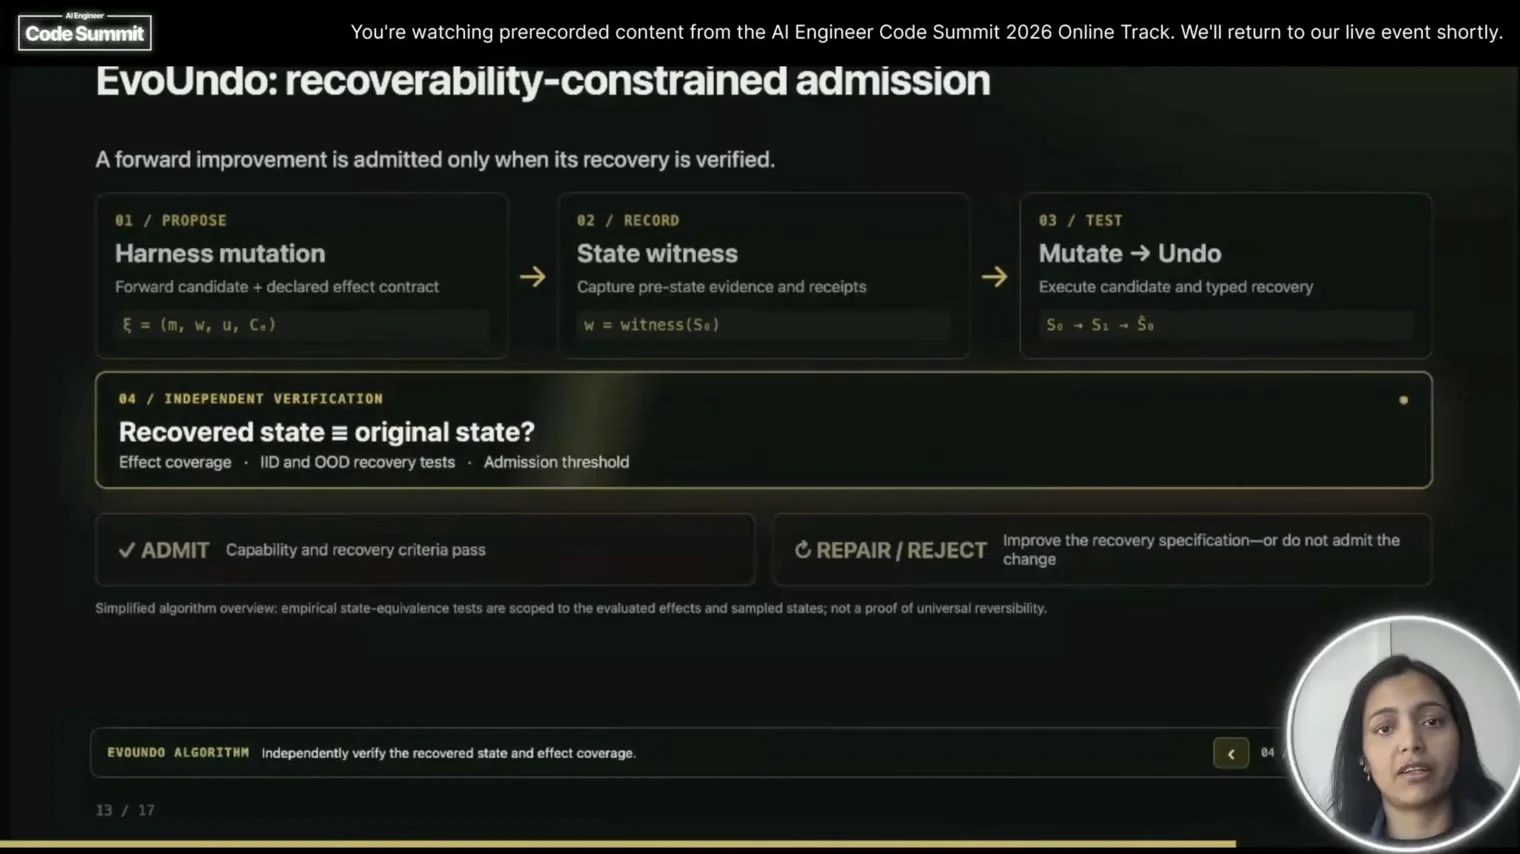 AI Engineer
Code Summit
You're watching prerecorded content from the AI Engineer Code Summit 2026 Online Track. We'll return to our live event shortly.
EvoUndo: recoverability-constrained admission
A forward improvement is admitted only when its recovery is verified.
01 / PROPOSE
Harness mutation
Forward candidate + declared effect contract
ξ = (m, w, u, Cₑ)
02 / RECORD
State witness
Capture pre-state evidence and receipts
w = witness(S₀)
03 / TEST
Mutate → Undo
Execute candidate and typed recovery
S₀ → S₁ → Ŝ₀
04 / INDEPENDENT VERIFICATION
Recovered state ≡ original state?
Effect coverage · IID and OOD recovery tests · Admission threshold
✓ ADMIT Capability and recovery criteria pass
↻ REPAIR / REJECT Improve the recovery specification—or do not admit the
change
Simplified algorithm overview: empirical state-equivalence tests are scoped to the evaluated effects and sampled states; not a proof of universal reversibility.
EVOUNDO ALGORITHM Independently verify the recovered state and effect coverage.
04 /
13 / 17